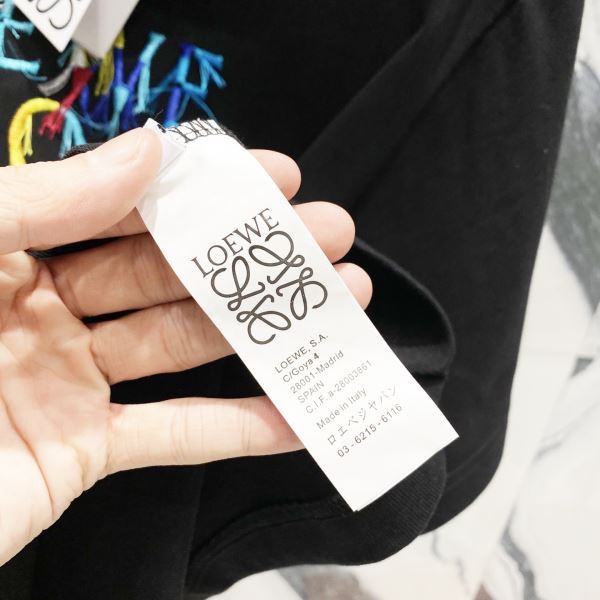 LOEWE
LOEWE, S.A.
C/Goya 4
28001-Madrid
SPAIN
C.I.F. a-28003861
Made in Italy
ロエベジャパン
03-6215-6116